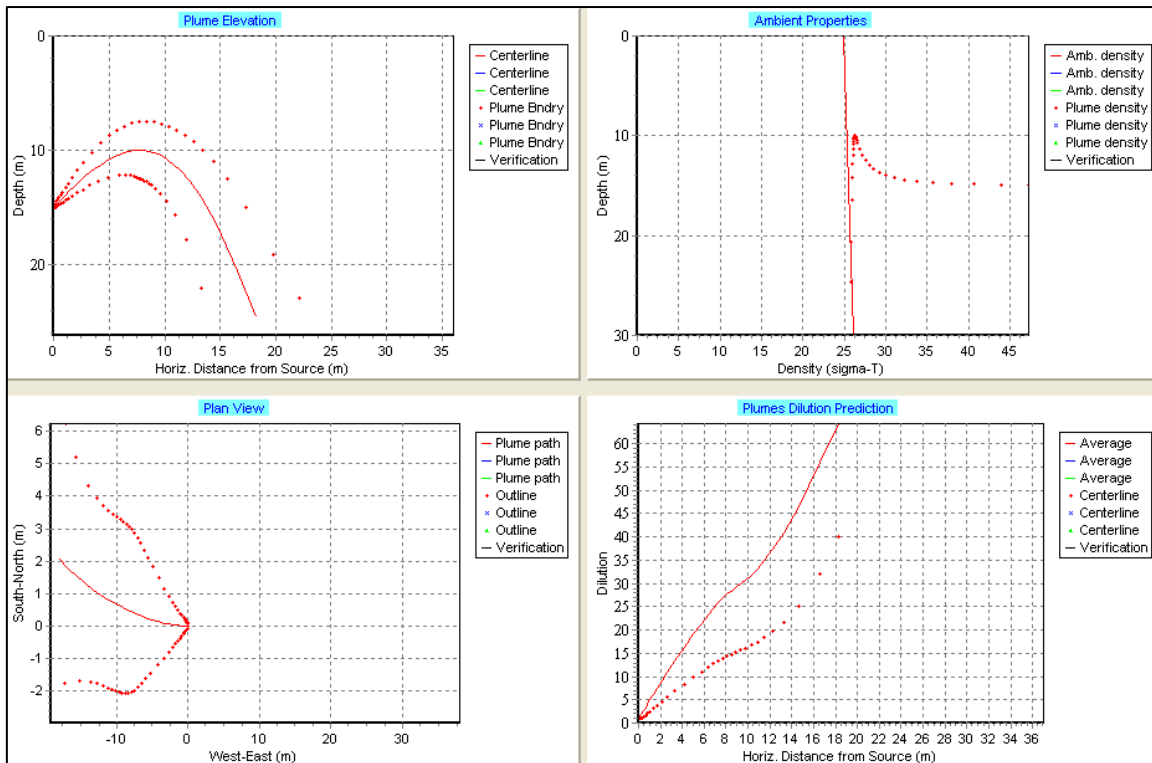 Plume Elevation
0
10
20
Depth (m)
0
5
10
15
20
25
30
35
Horiz. Distance from Source (m)
Centerline
Centerline
Centerline
Plume Bndry
Plume Bndry
Plume Bndry
Verification
Ambient Properties
0
10
20
30
Depth (m)
0
5
10
15
20
25
30
35
40
45
Density (sigma-T)
Amb. density
Amb. density
Amb. density
Plume density
Plume density
Plume density
Verification
Plan View
6
5
4
3
2
1
0
-1
-2
South-North (m)
-10
0
10
20
30
West-East (m)
Plume path
Plume path
Plume path
Outline
Outline
Outline
Verification
Plumes Dilution Prediction
60
55
50
45
40
35
30
25
20
15
10
5
0
Dilution
0
2
4
6
8
10
12
14
16
18
20
22
24
26
28
30
32
34
36
Horiz. Distance from Source (m)
Average
Average
Average
Centerline
Centerline
Centerline
Verification